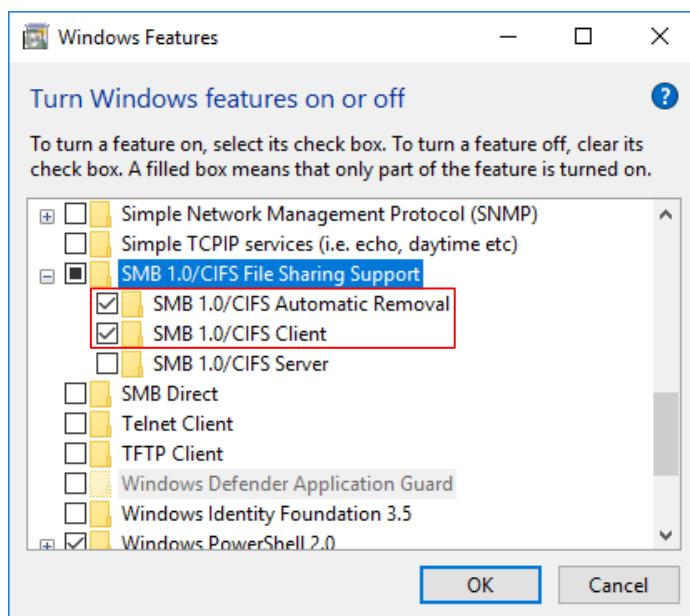 Windows Features
Turn Windows features on or off
To turn a feature on, select its check box. To turn a feature off, clear its
check box. A filled box means that only part of the feature is turned on.
Simple Network Management Protocol (SNMP)
Simple TCPIP services (i.e. echo, daytime etc)
SMB 1.0/CIFS File Sharing Support
SMB 1.0/CIFS Automatic Removal
SMB 1.0/CIFS Client
SMB 1.0/CIFS Server
SMB Direct
Telnet Client
TFTP Client
Windows Defender Application Guard
Windows Identity Foundation 3.5
Windows PowerShell 2.0
OK
Cancel